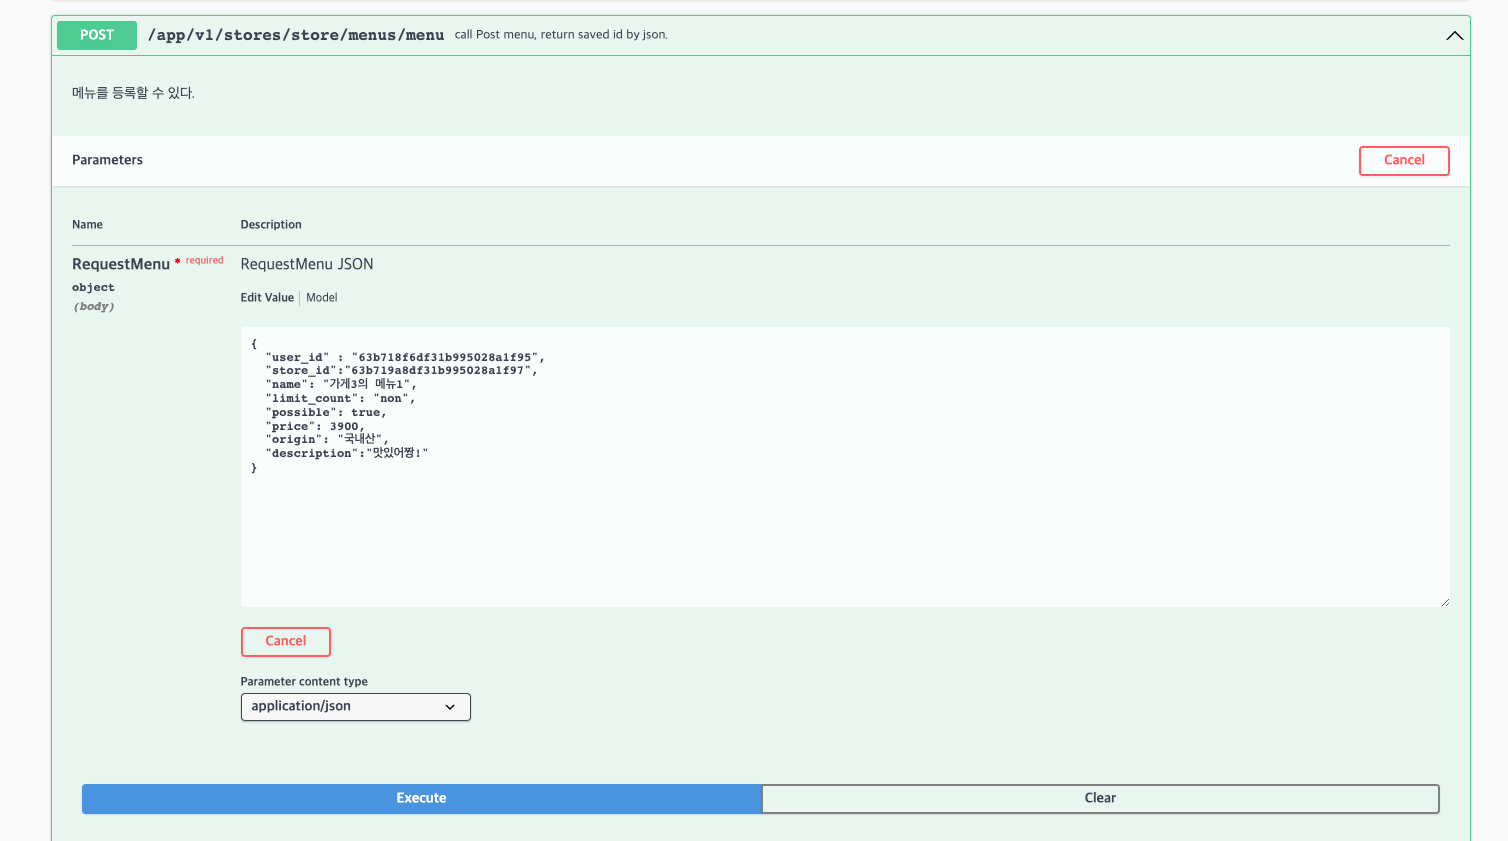 POST /app/v1/stores/store/menus/menu call Post menu, return saved id by json.
메뉴를 등록할 수 있다.
Parameters
Cancel
Name Description
RequestMenu * required RequestMenu JSON
object
(body)
Edit Value Model
{
"user_id" : "63b718f6df31b995028a1f95",
"store_id":"63b719a8df31b995028a1f97",
"name": "가게3의 메뉴1",
"limit_count": "non",
"possible": true,
"price": 3900,
"origin": "국내산",
"description":"맛있어짱!"
}
Cancel
Parameter content type
application/json
Execute Clear